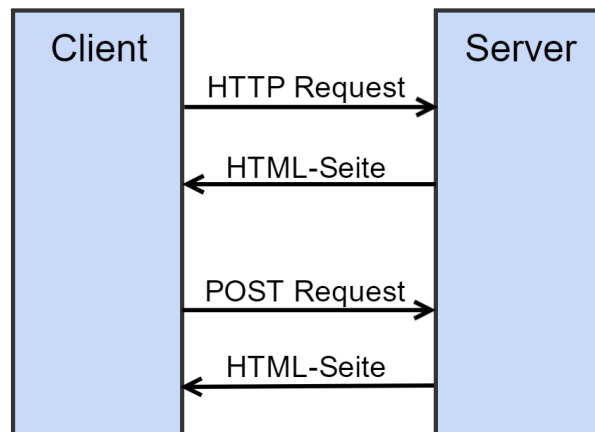 Client
Server
HTTP Request
HTML-Seite
POST Request
HTML-Seite